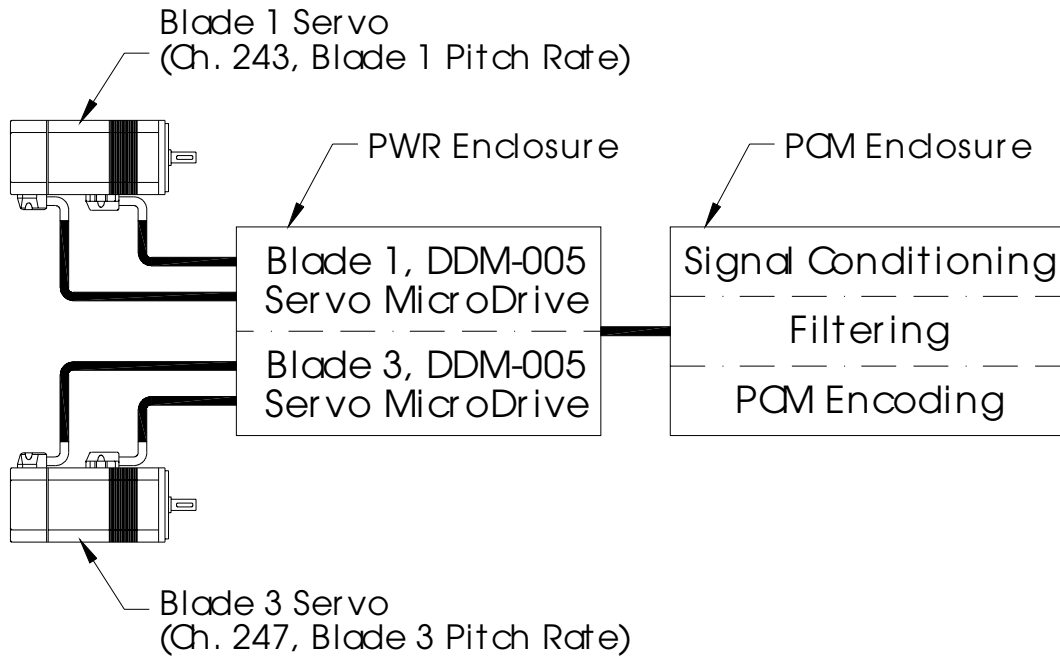 Blade 1 Servo
(Ch. 243, Blade 1 Pitch Rate)
PWR Enclosure
PCM Enclosure
Blade 1, DDM-005
Servo MicroDrive
Blade 3, DDM-005
Servo MicroDrive
Signal Conditioning
Filtering
PCM Encoding
Blade 3 Servo
(Ch. 247, Blade 3 Pitch Rate)